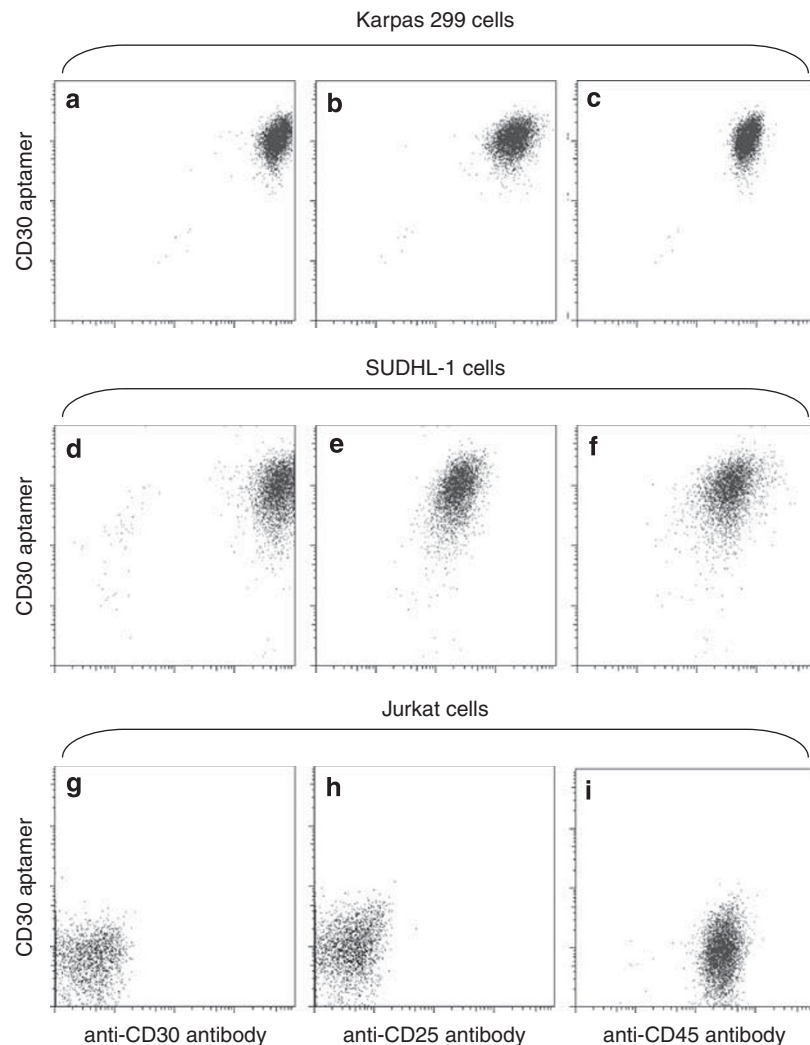 Karpas 299 cells
a b c
CD30 aptamer
SUDHL-1 cells
d e f
CD30 aptamer
Jurkat cells
g h i
CD30 aptamer
anti-CD30 antibody anti-CD25 antibody anti-CD45 antibody